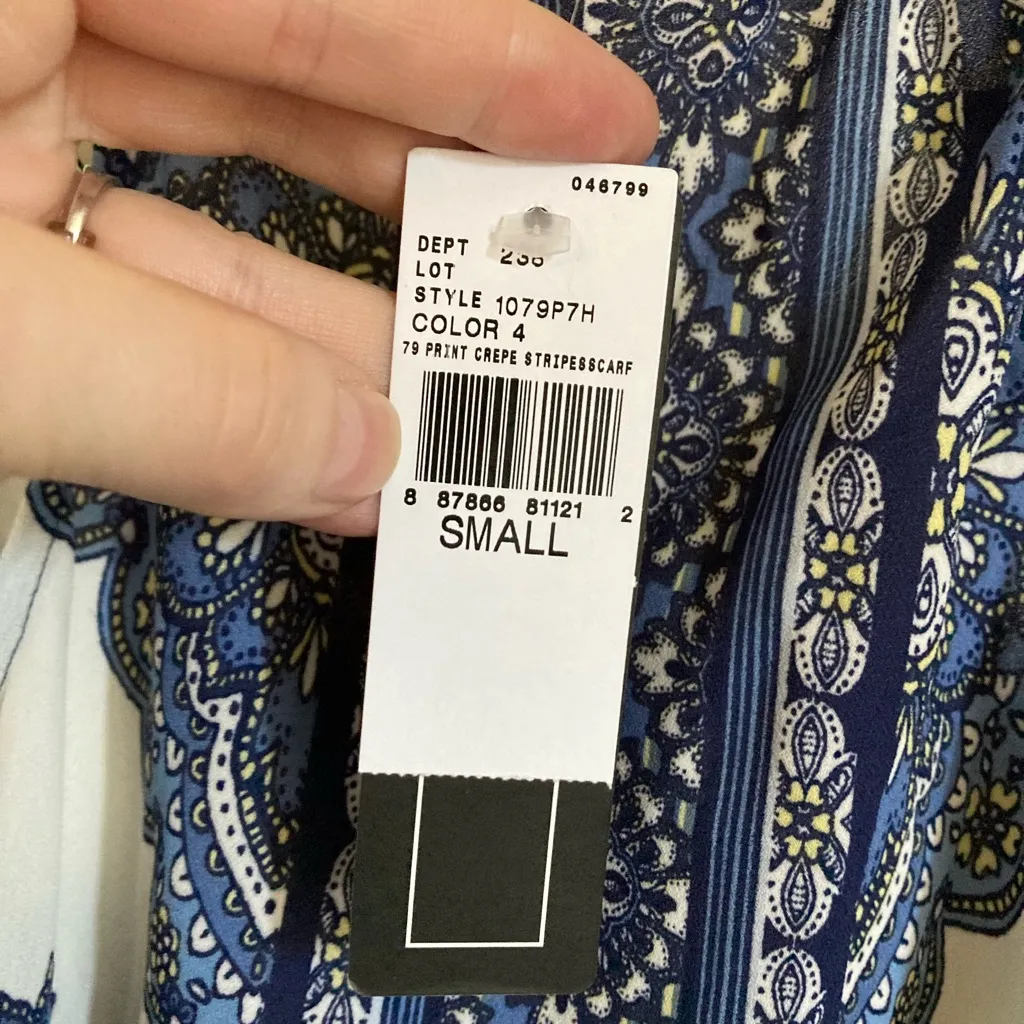 046799
DEPT
LOT
STYLE 1079P7H
COLOR 4
79 PRINT CREPE STRIPESSCARF
8 87866 81121 2
SMALL